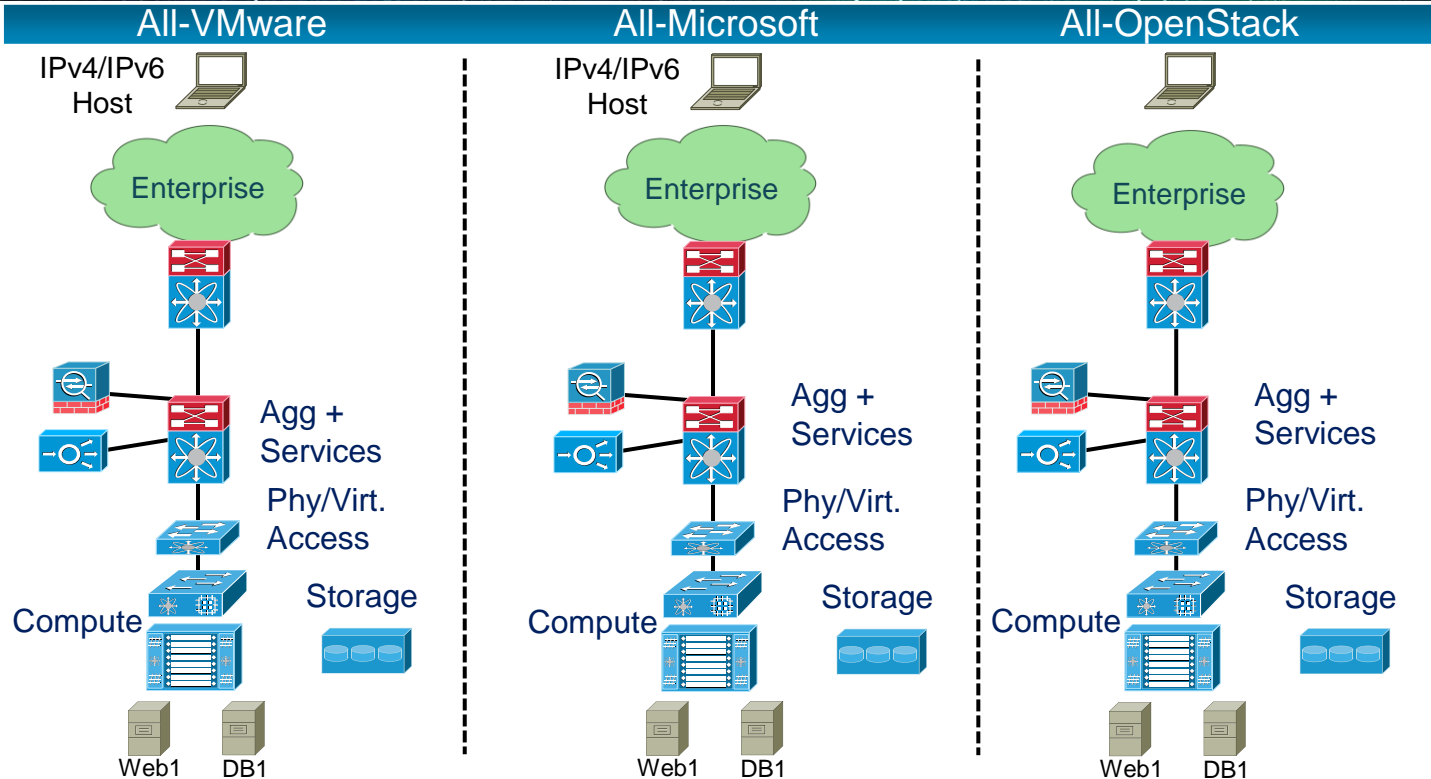 All-VMware
All-Microsoft
All-OpenStack
IPv4/IPv6
Host
Enterprise
Agg +
Services
Phy/Virt.
Access
Storage
Compute
Web1
DB1
IPv4/IPv6
Host
Enterprise
Agg +
Services
Phy/Virt.
Access
Storage
Compute
Web1
DB1
Enterprise
Agg +
Services
Phy/Virt.
Access
Storage
Compute
Web1
DB1